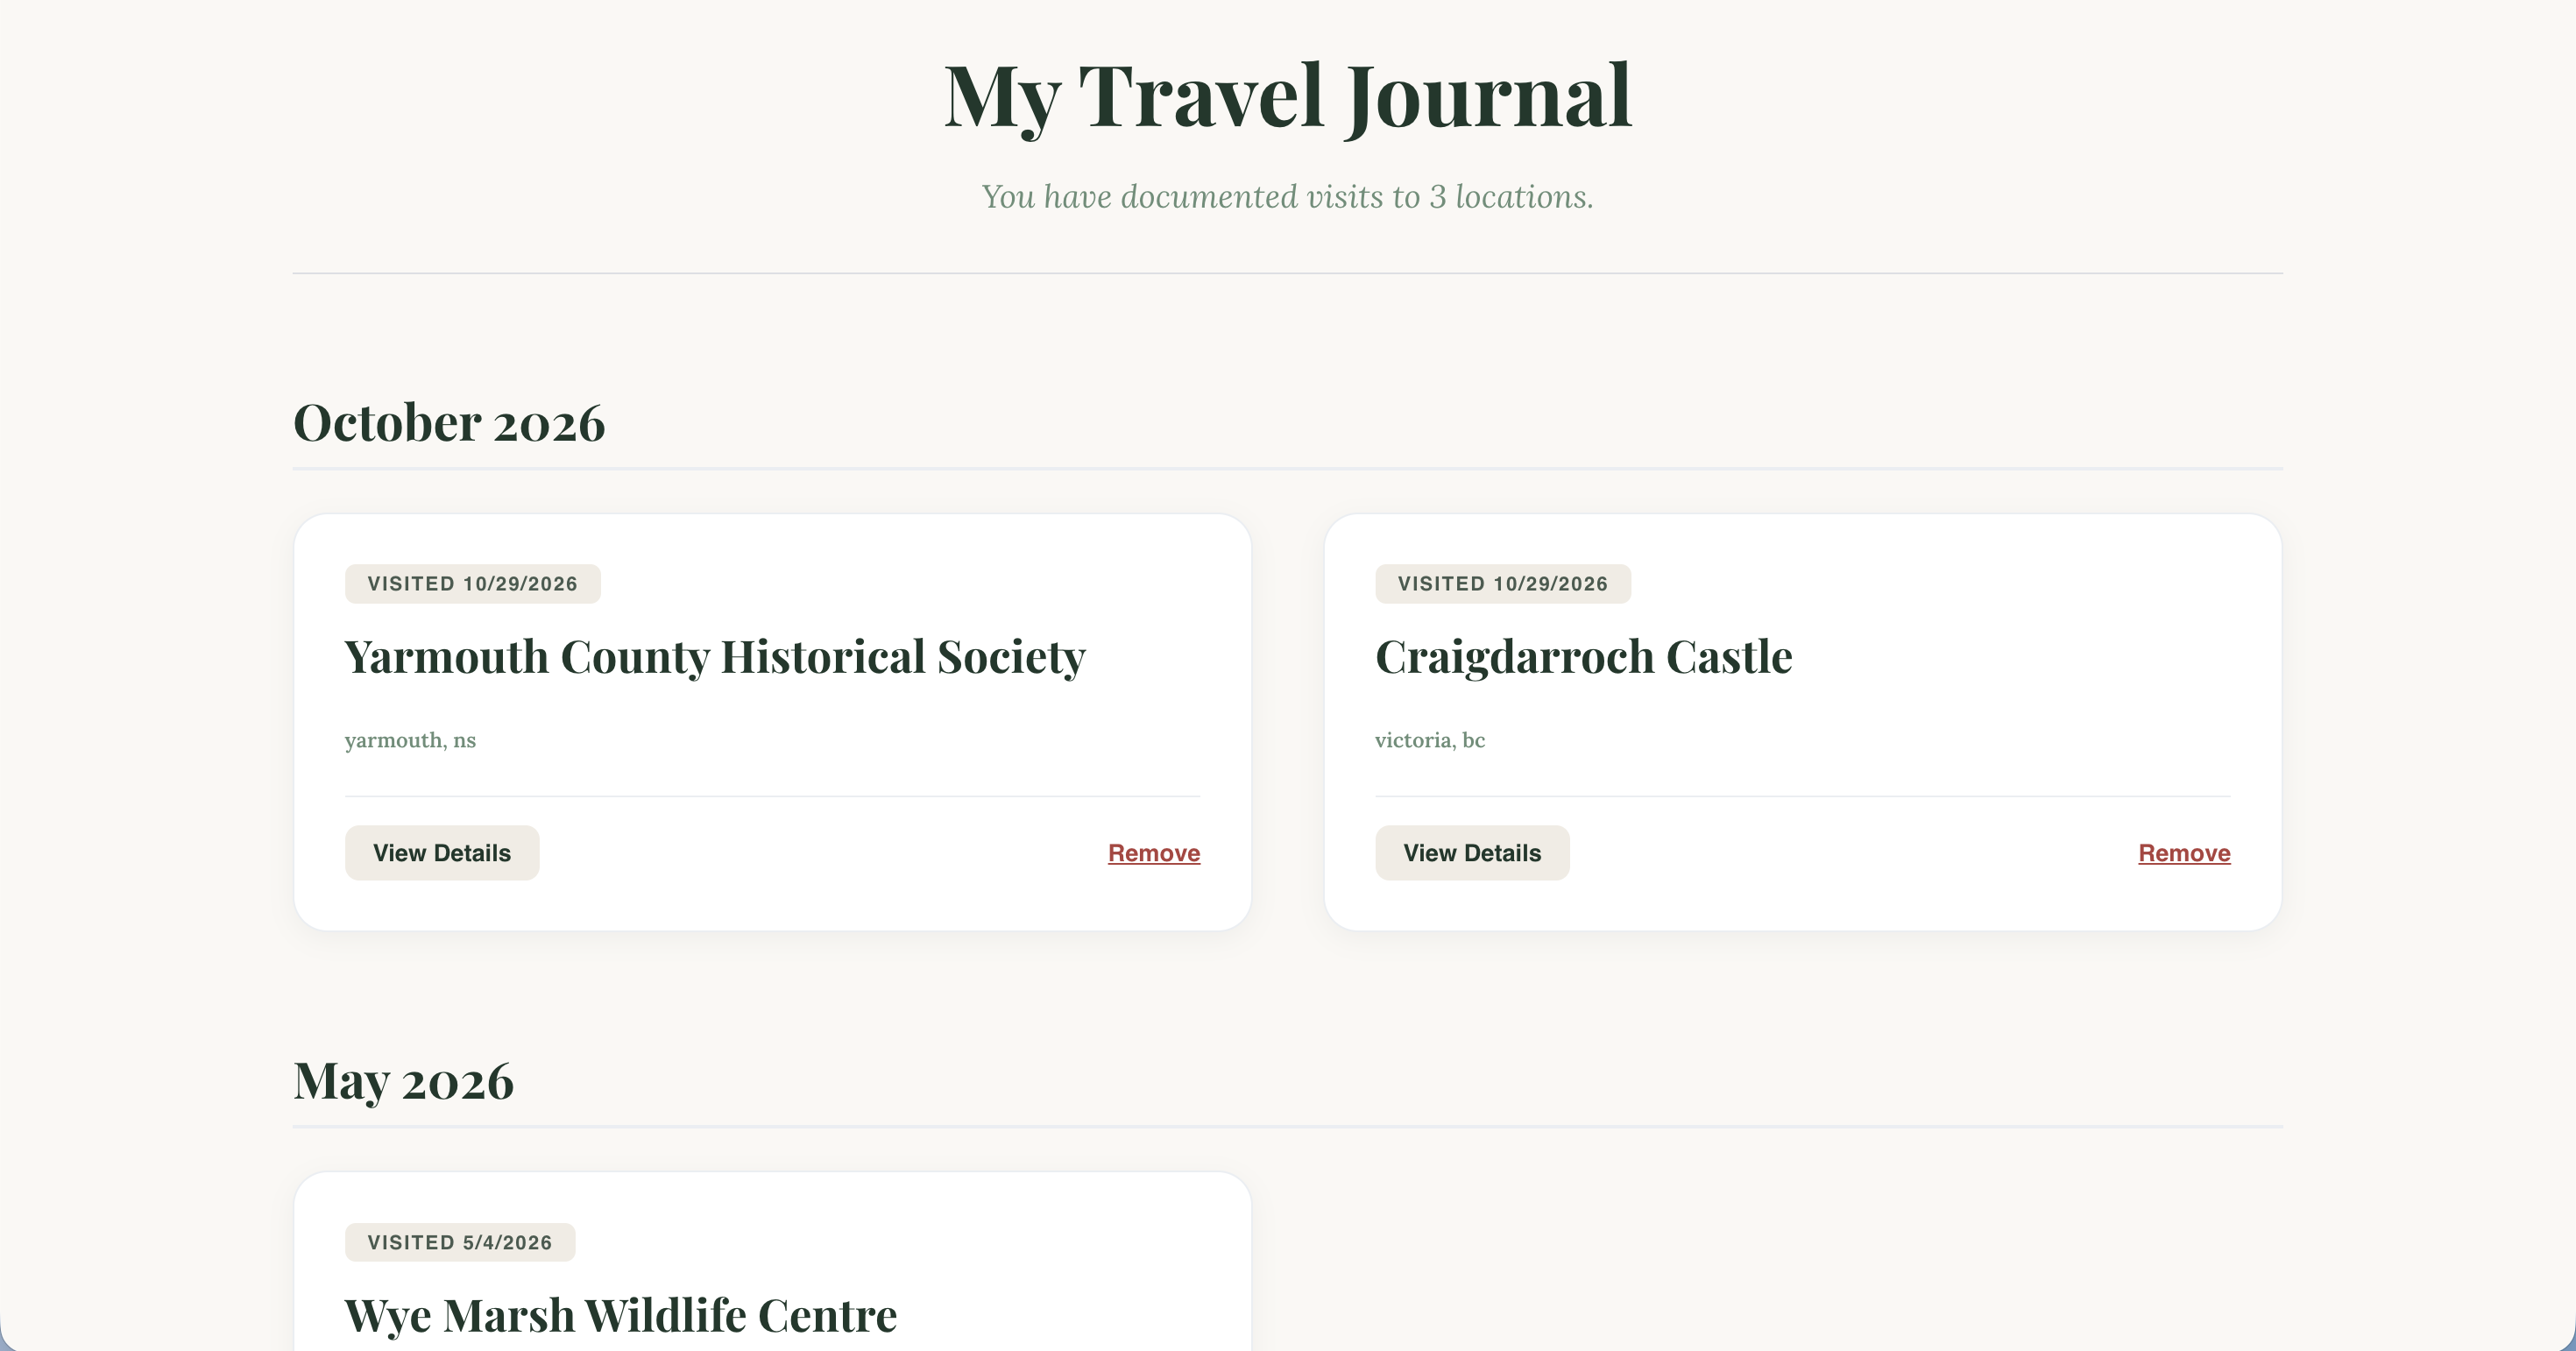 My Travel Journal
You have documented visits to 3 locations.
October 2026
VISITED 10/29/2026
Yarmouth County Historical Society
yarmouth, ns
View Details
Remove
VISITED 10/29/2026
Craigdarroch Castle
victoria, bc
View Details
Remove
May 2026
VISITED 5/4/2026
Wye Marsh Wildlife Centre